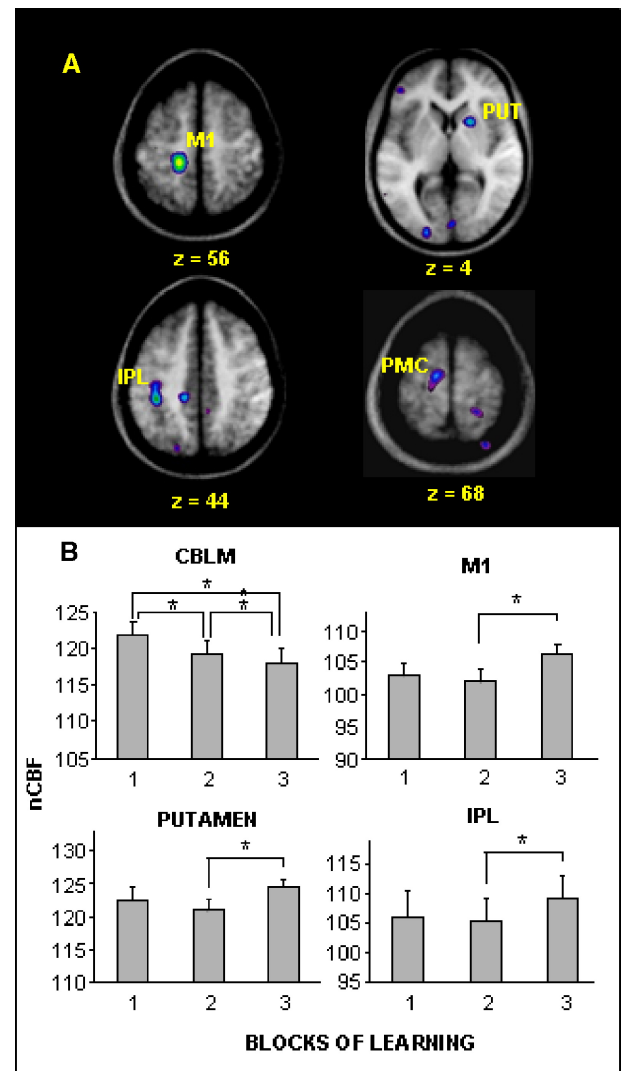 A
M1
PUT
z = 56
z = 4
IPL
PMC
z = 44
z = 68
B
CBLM
M1
* *
* *
*
125
120
115
110
105
1 2 3
110
105
100
95
90
1 2 3
nCBF
PUTAMEN
IPL
*
*
130
125
120
115
110
1 2 3
115
110
105
100
95
1 2 3
BLOCKS OF LEARNING